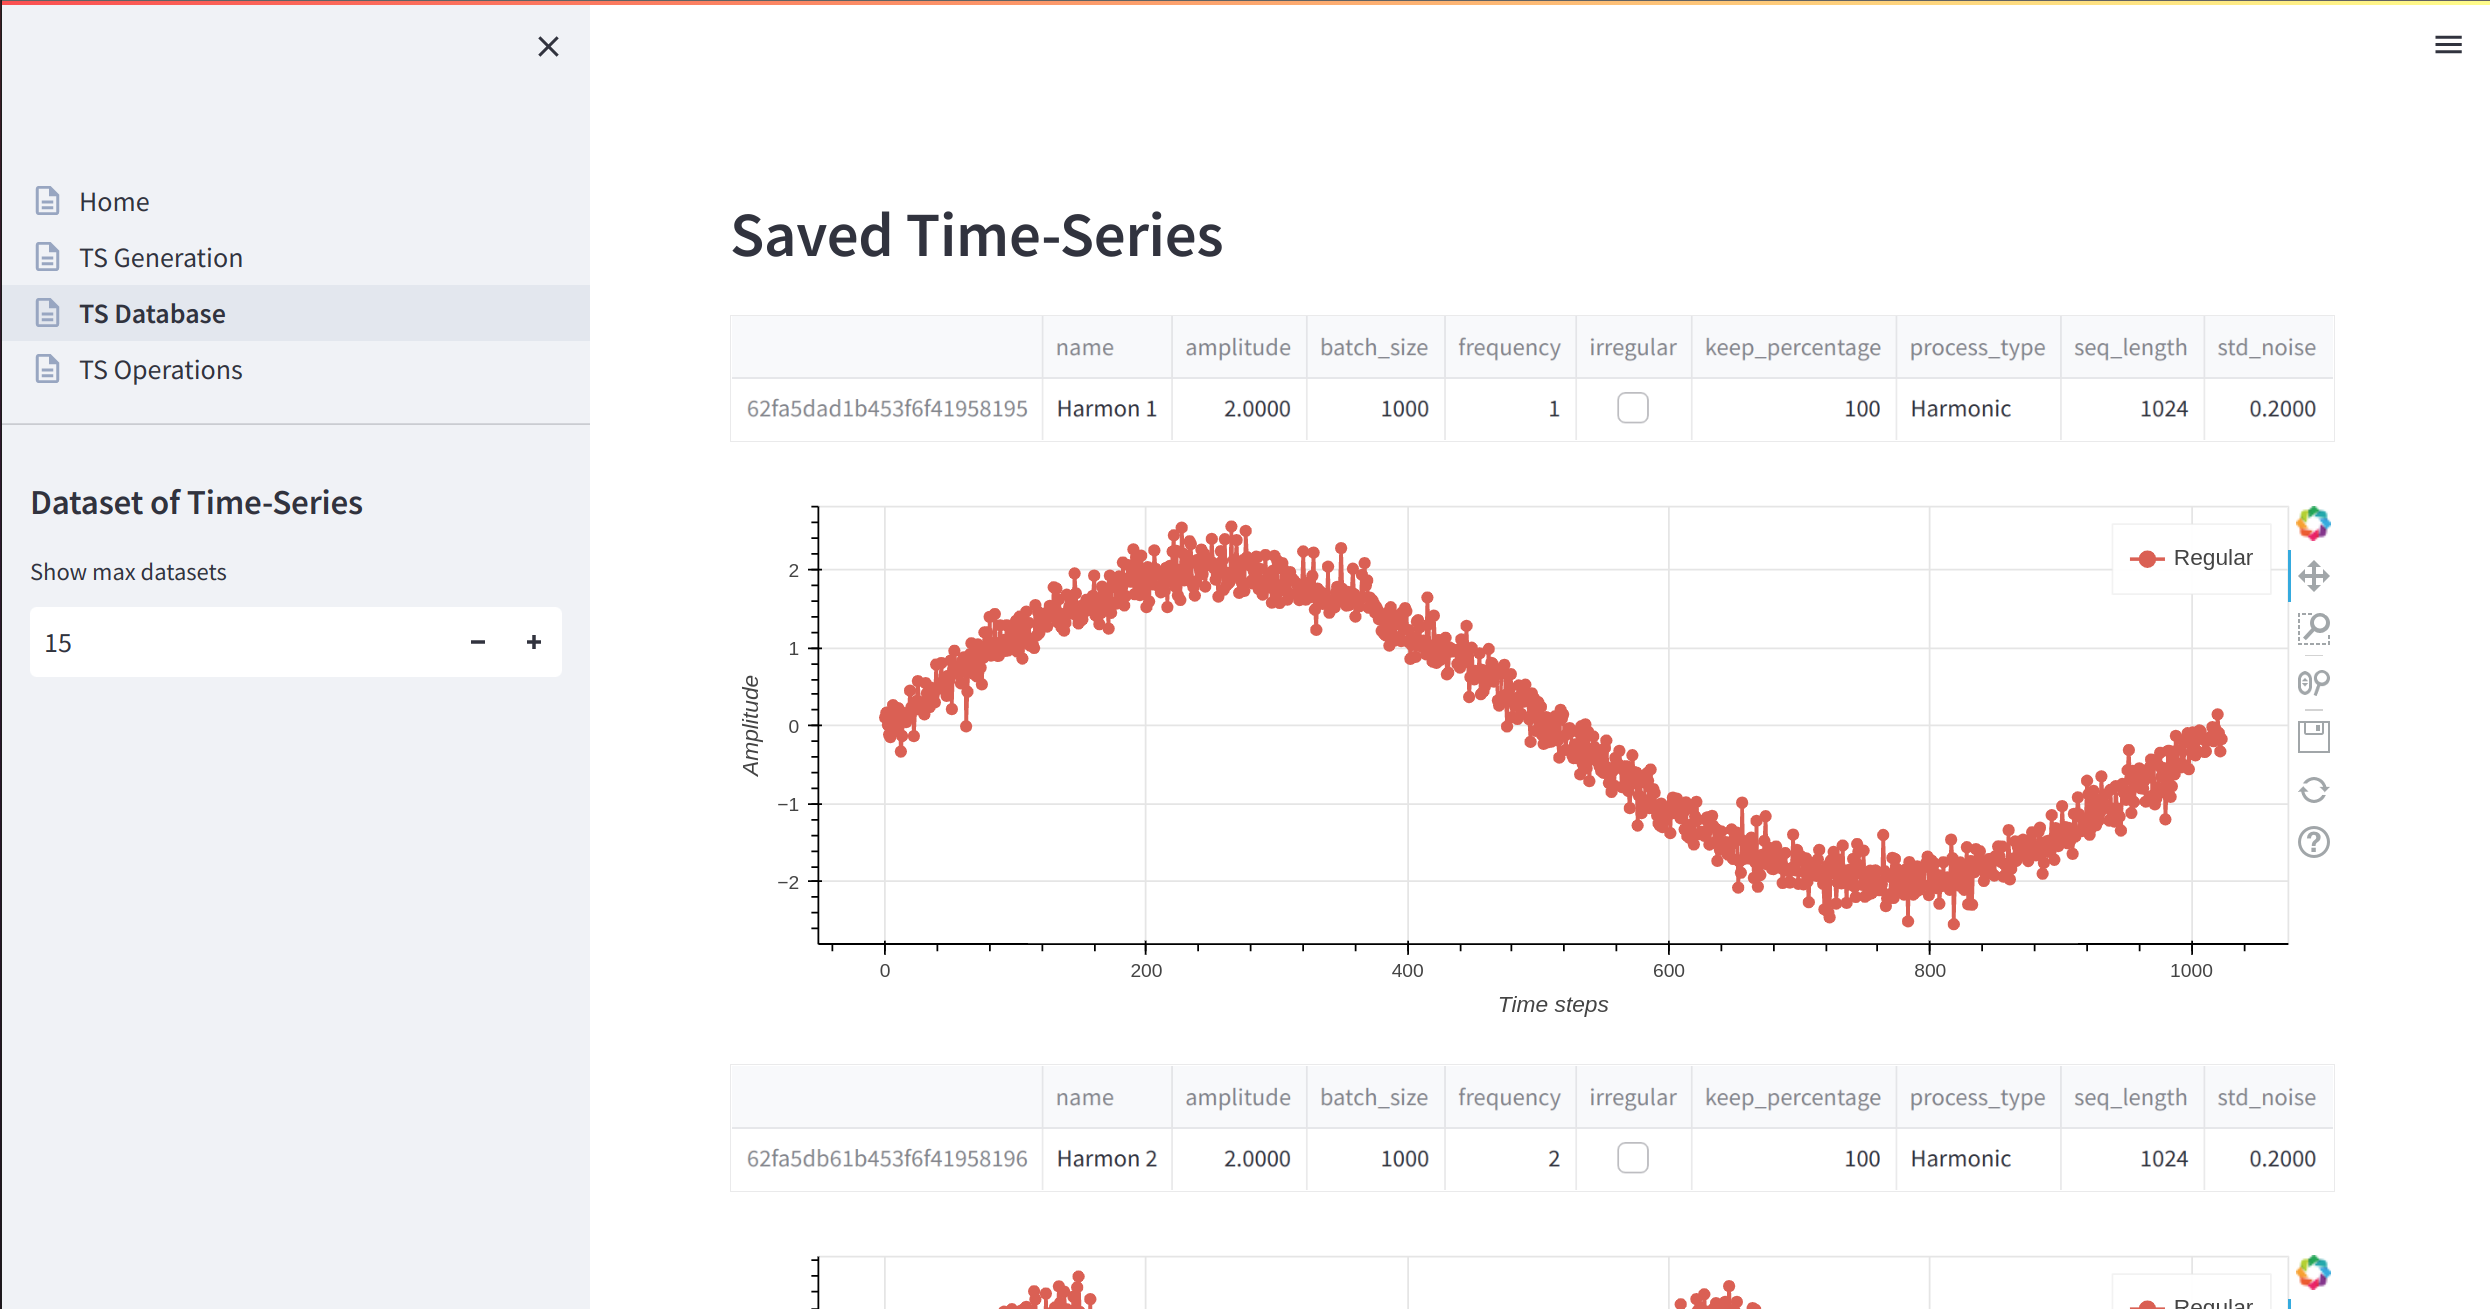 Home
TS Generation
TS Database
TS Operations
Dataset of Time-Series
Show max datasets
15
Saved Time-Series
name amplitude batch_size frequency irregular keep_percentage process_type seq_length std_noise
62fa5dad1b453f6f41958195 Harmon 1 2.0000 1000 1 100 Harmonic 1024 0.2000
Regular
2
1
0
−1
−2
Amplitude
0 200 400 600 800 1000
Time steps
name amplitude batch_size frequency irregular keep_percentage process_type seq_length std_noise
62fa5db61b453f6f41958196 Harmon 2 2.0000 1000 2 100 Harmonic 1024 0.2000
Regular